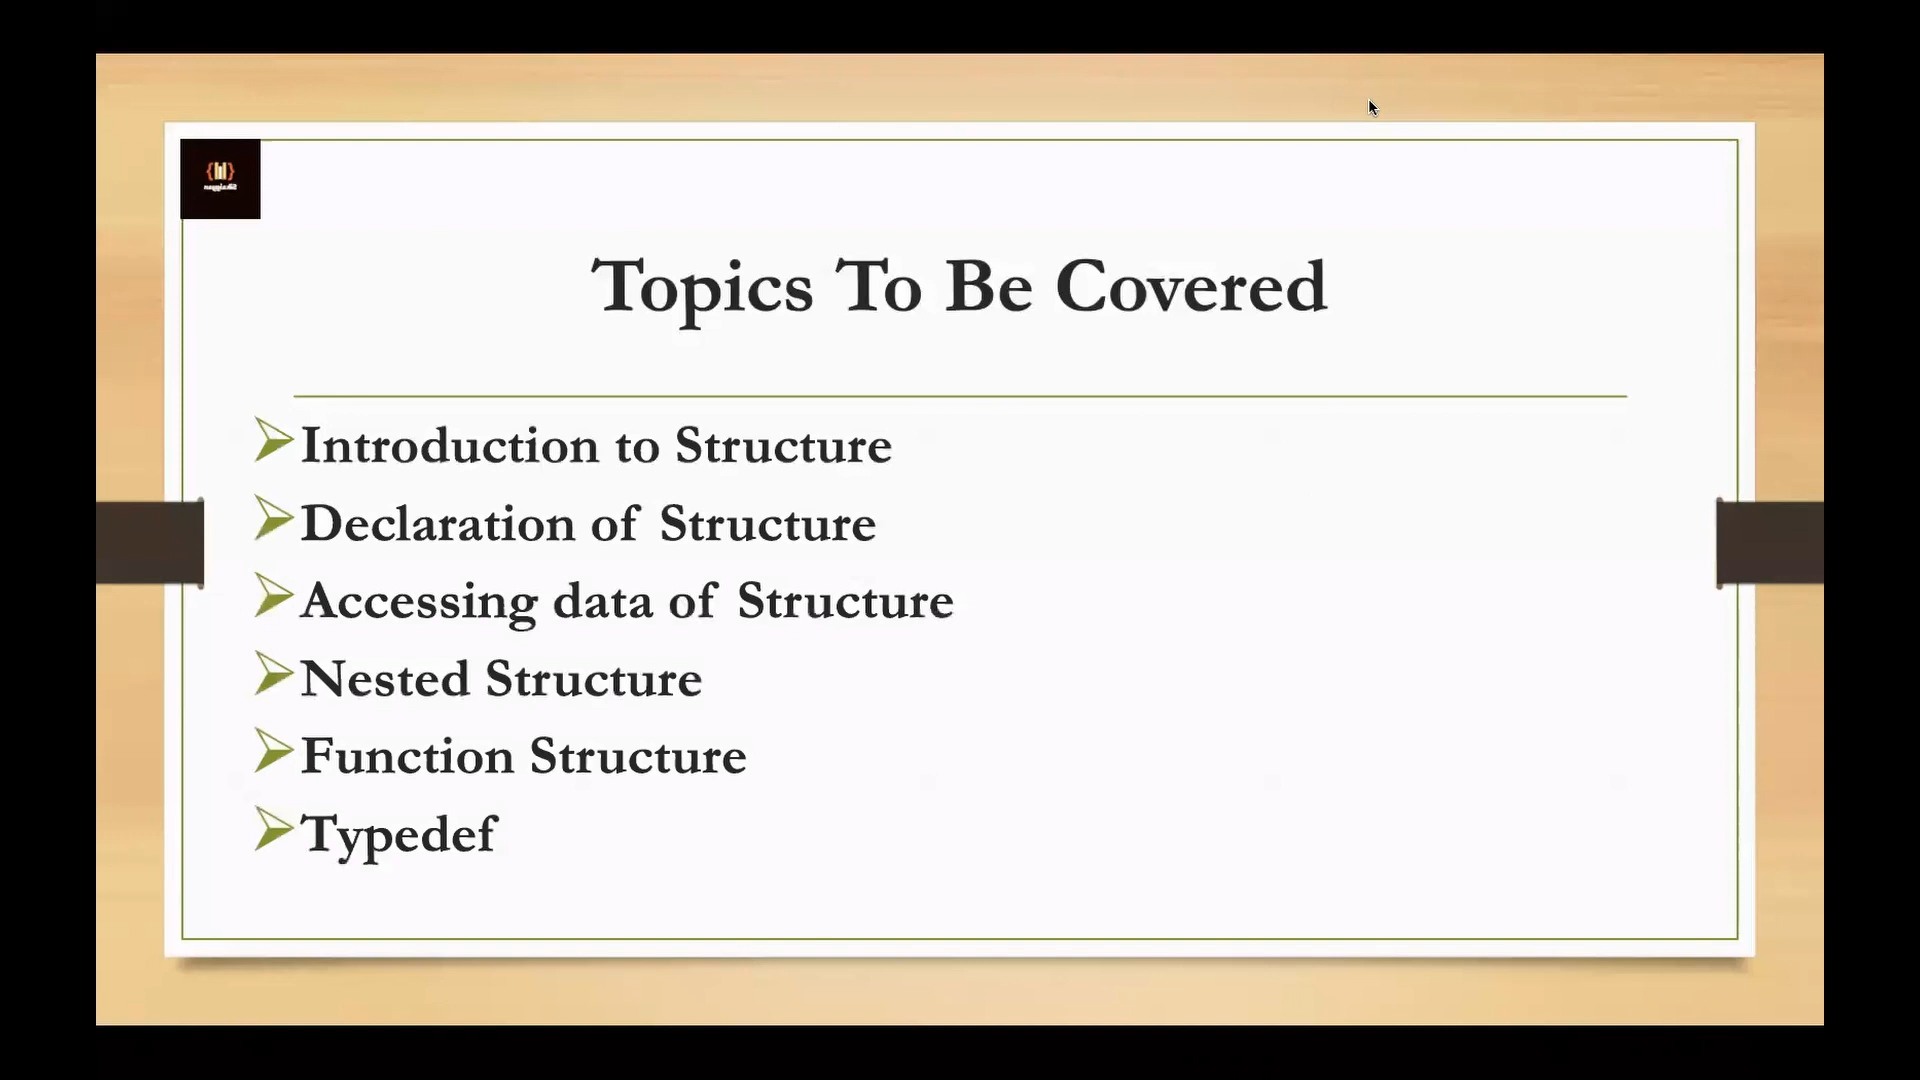 Topics To Be Covered
Introduction to Structure
Declaration of Structure
Accessing data of Structure
Nested Structure
Function Structure
Typedef